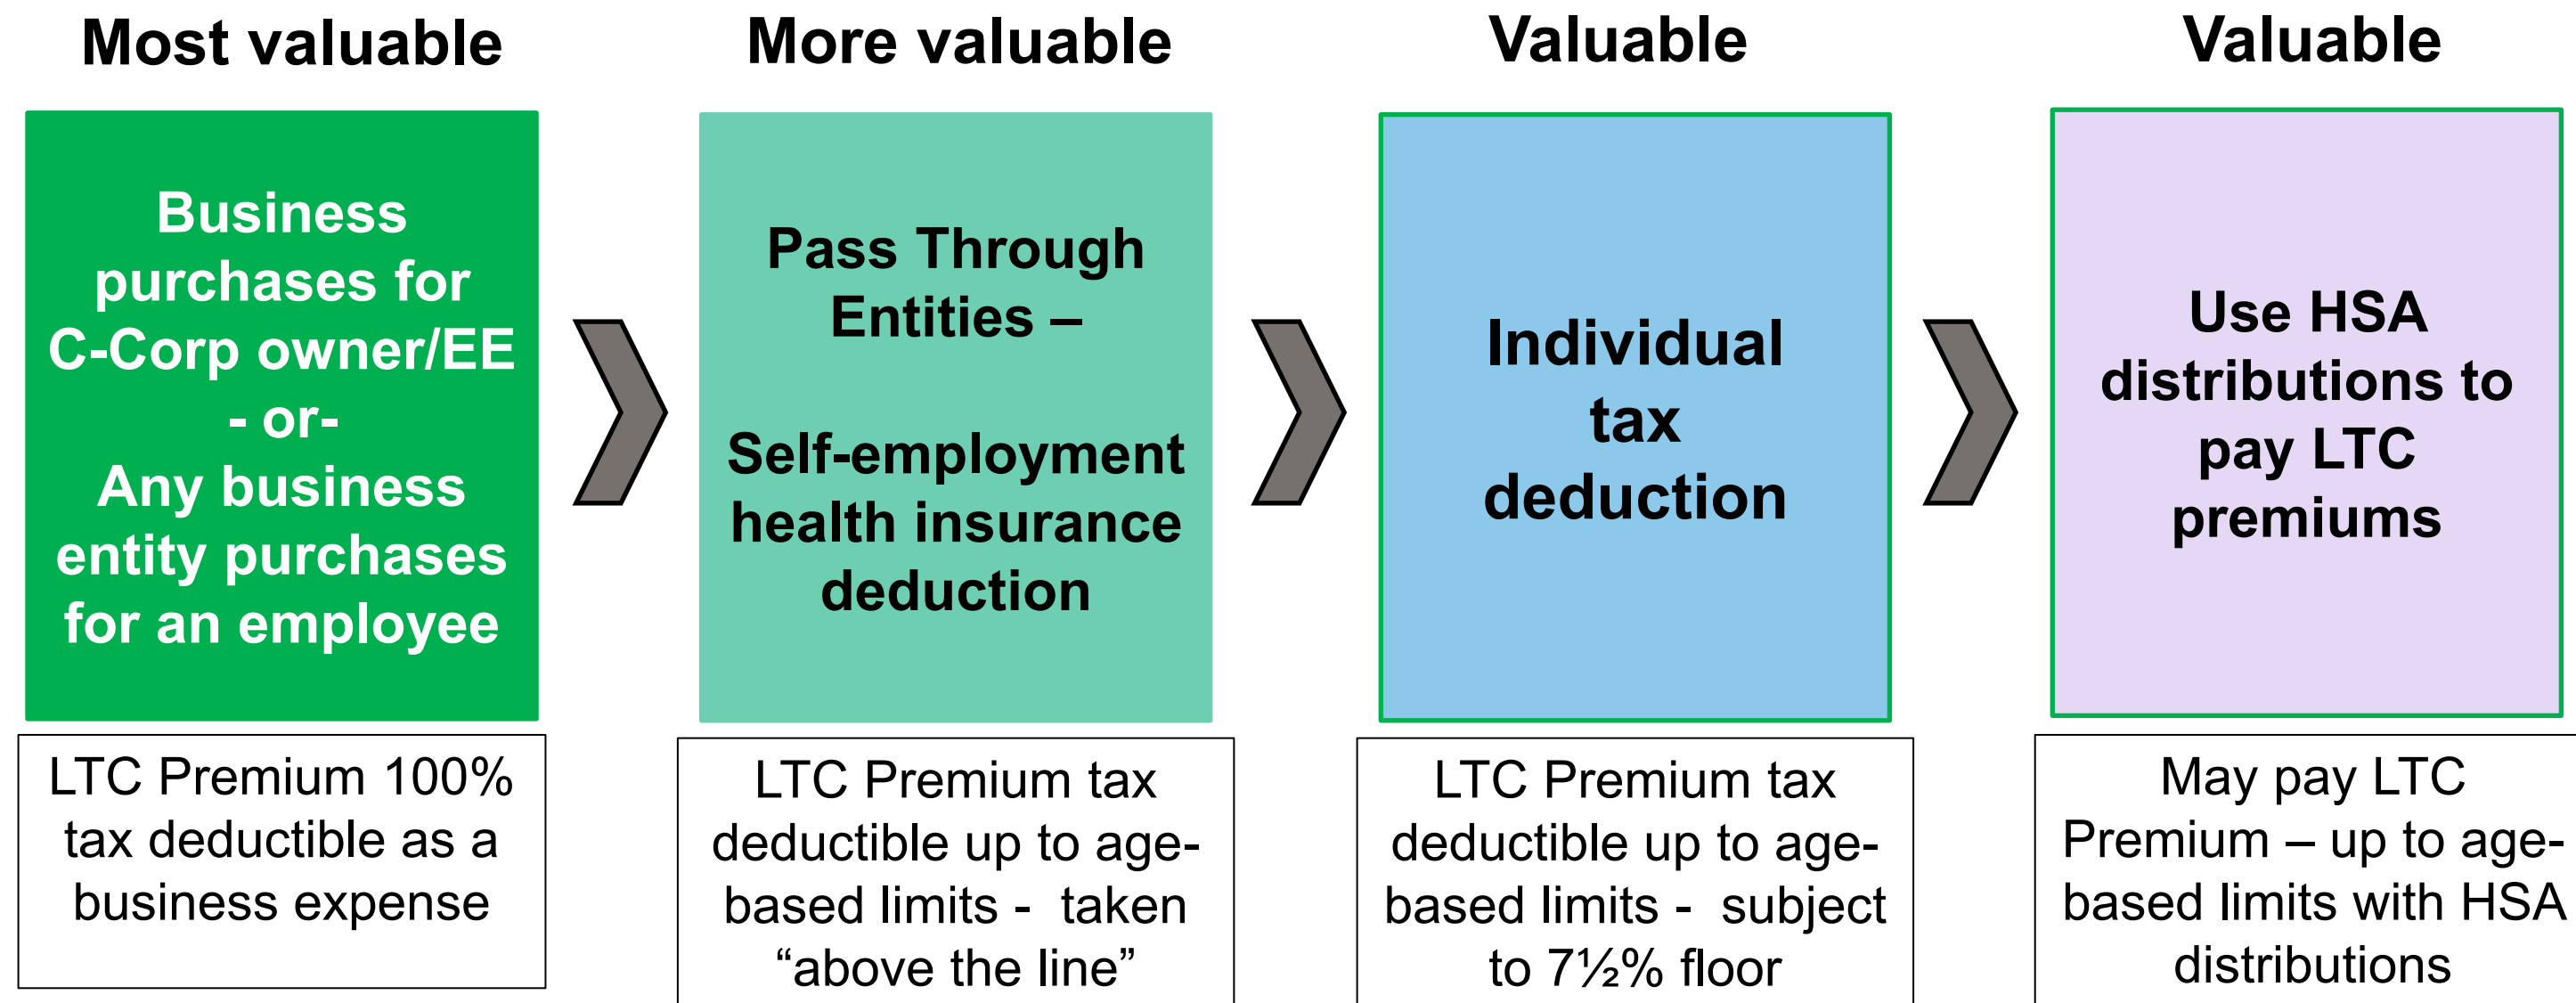 Most valuable
Business
purchases for
C-Corp owner/EE
- or-
Any business
entity purchases
for an employee
LTC Premium 100%
tax deductible as a
business expense
More valuable
Pass Through
Entities –
Self-employment
health insurance
deduction
LTC Premium tax
deductible up to age-
based limits - taken
“above the line”
Valuable
Individual
tax
deduction
LTC Premium tax
deductible up to age-
based limits - subject
to 7½% floor
Valuable
Use HSA
distributions to
pay LTC
premiums
May pay LTC
Premium – up to age-
based limits with HSA
distributions